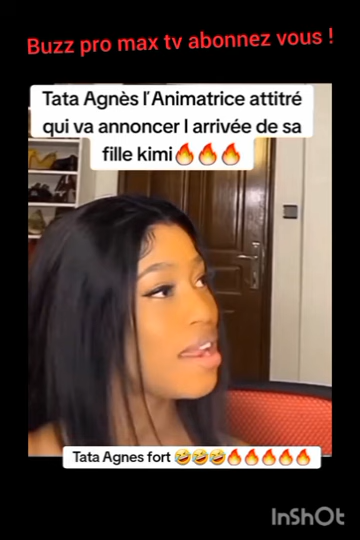 Buzz pro max tv abonnez vous !
Tata Agnès l'Animatrice attitré
qui va annoncer l arrivée de sa
fille kimi🔥🔥🔥
Tata Agnes fort 🤣🤣🤣🔥🔥🔥🔥🔥
InShOt